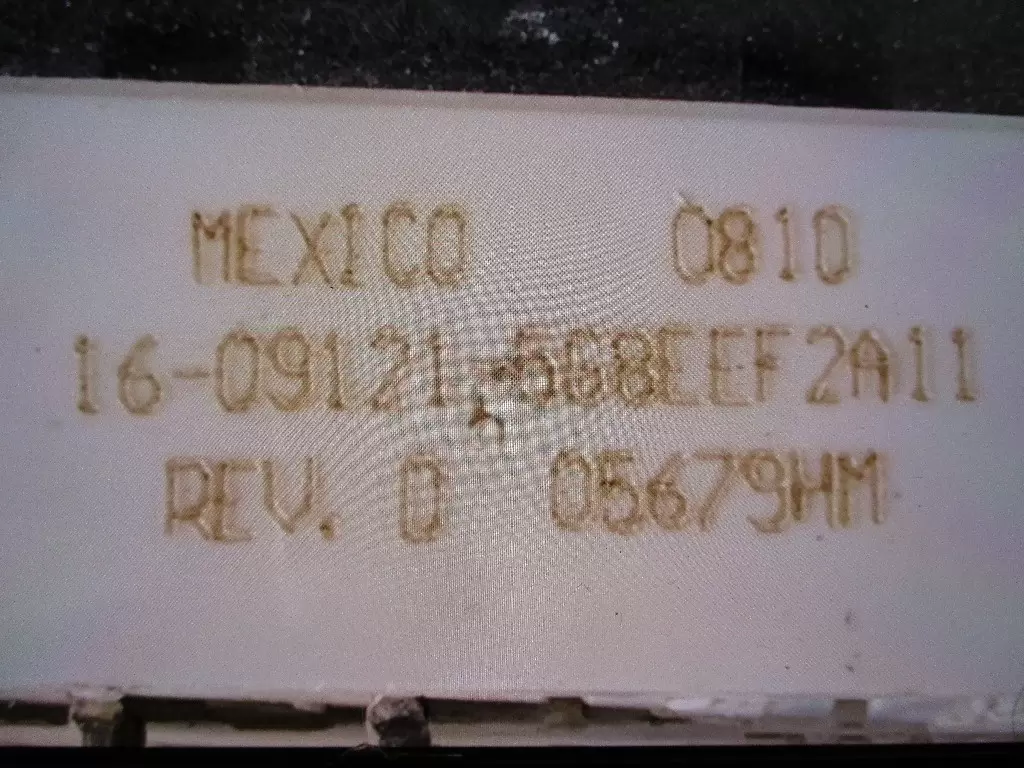 MEXICO 0810
16-09121-568EEF2A11
REV. D 05679HM